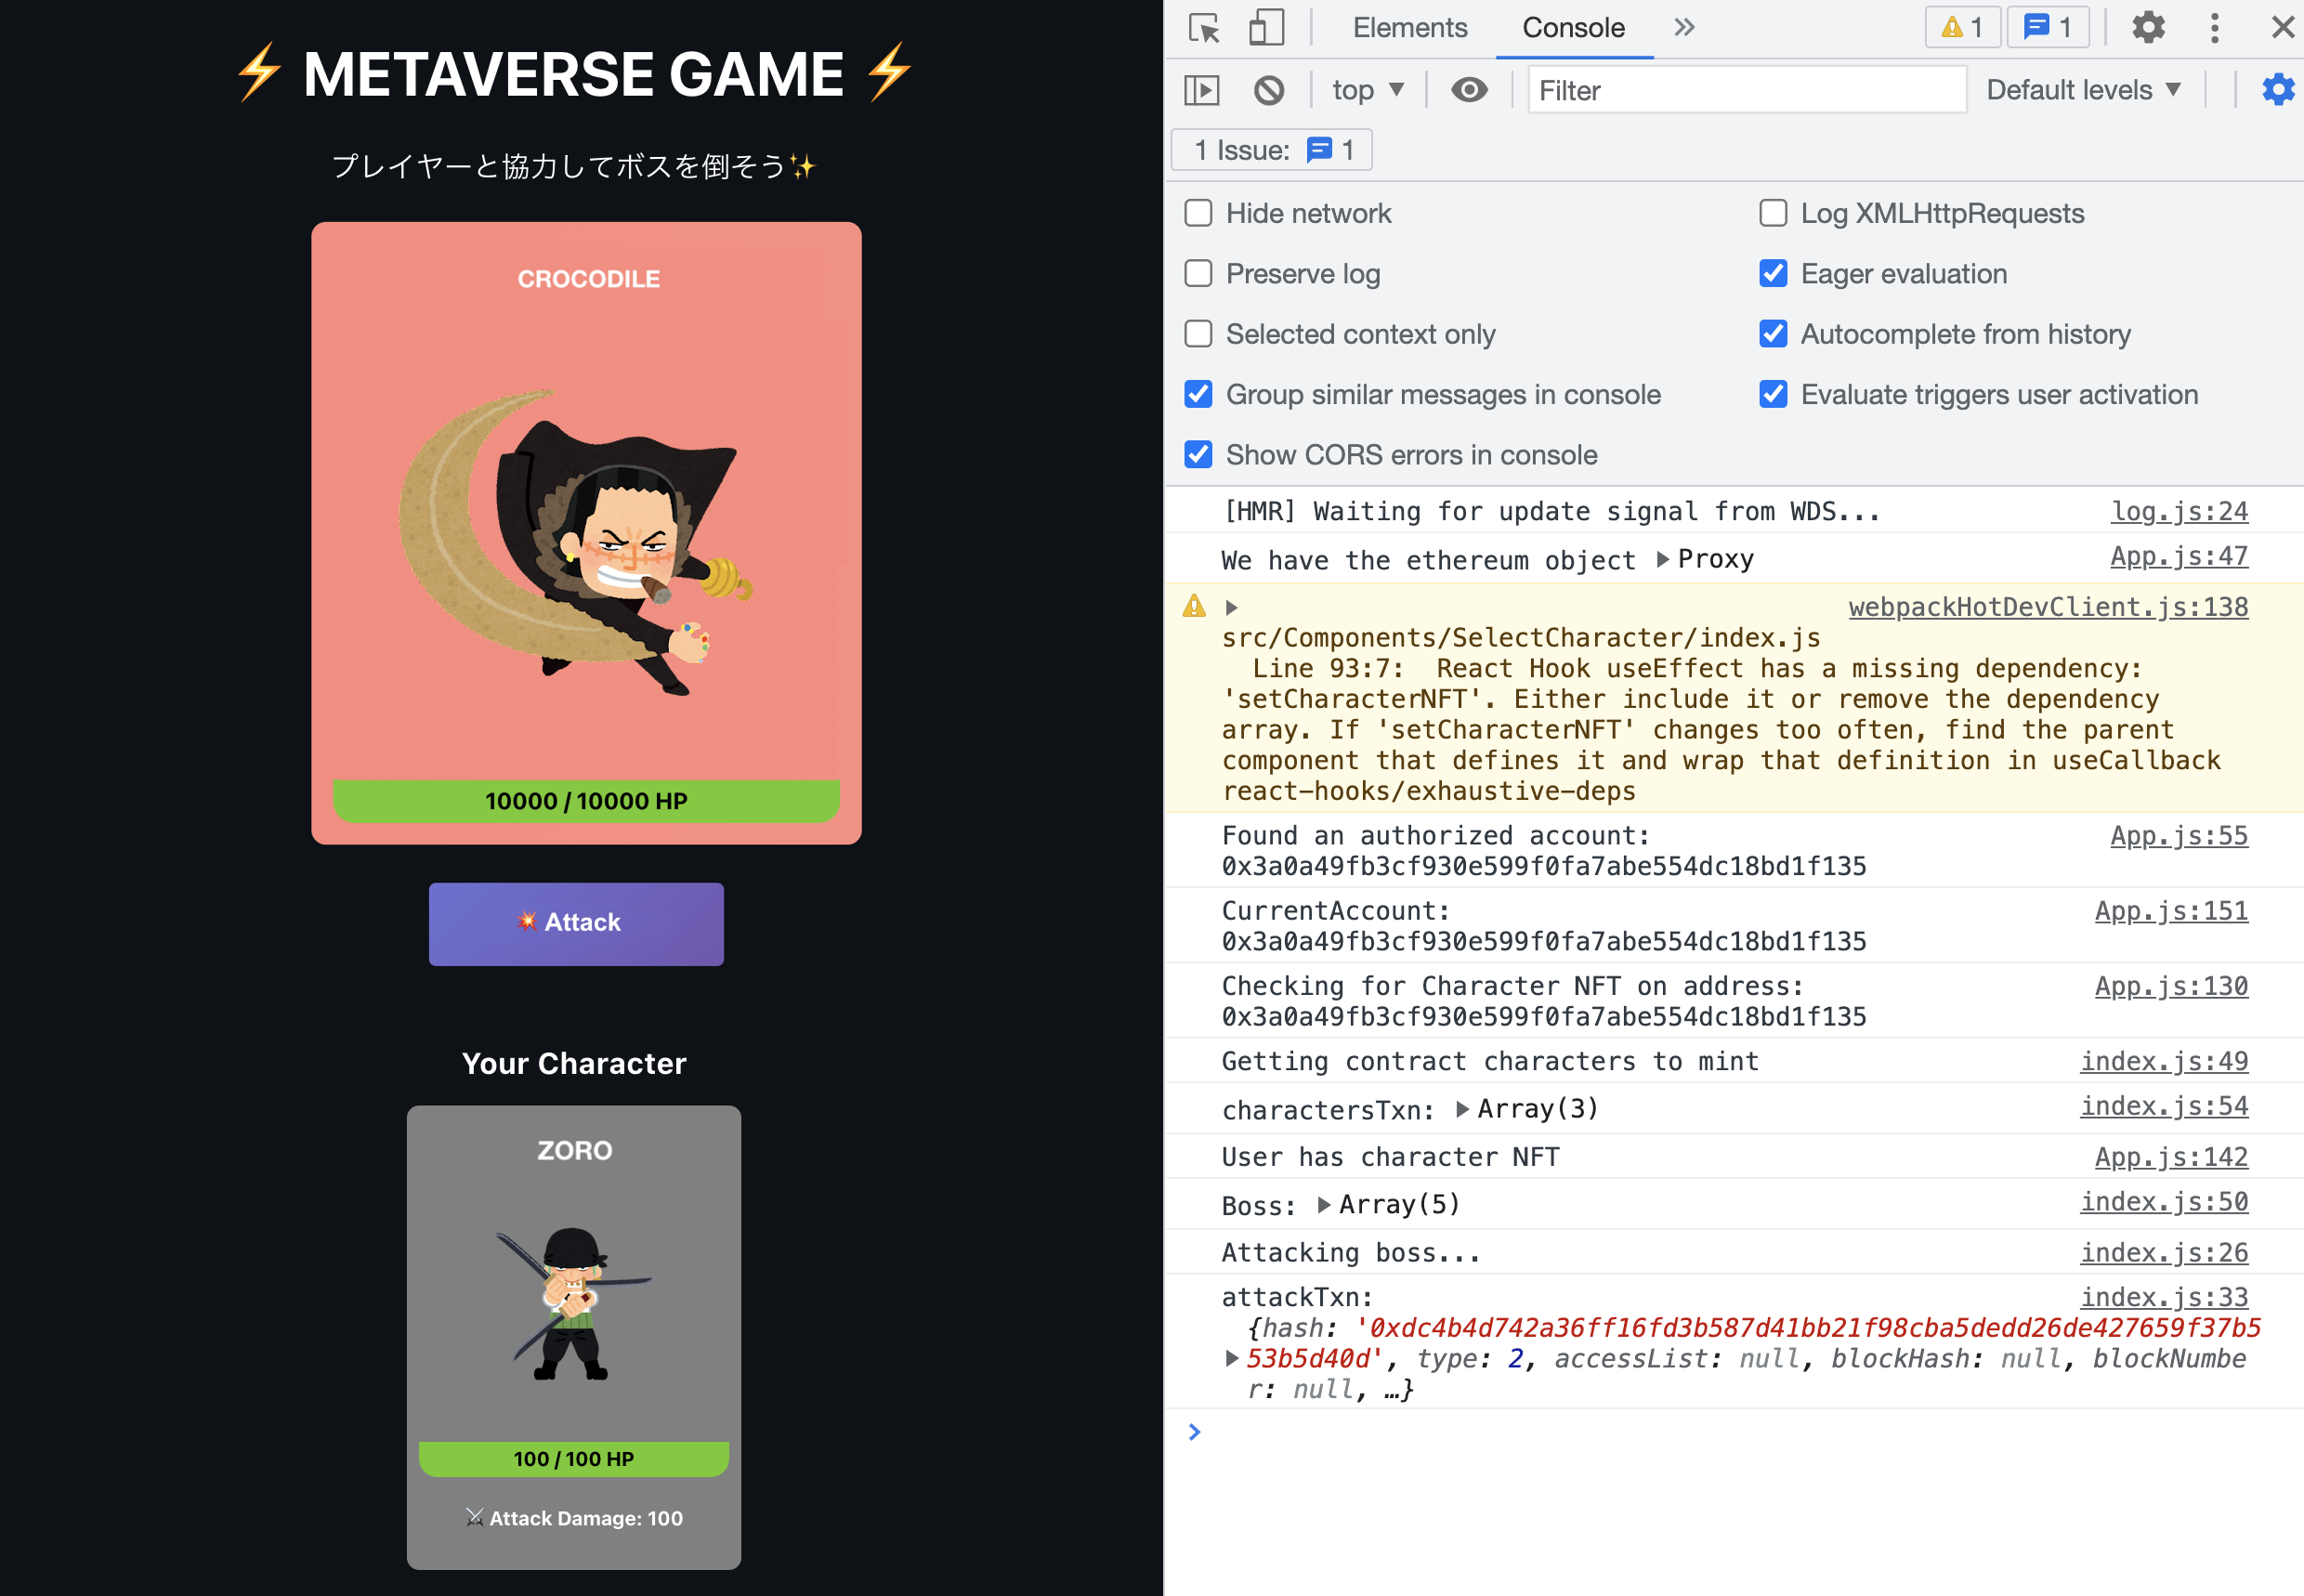 ⚡ METAVERSE GAME ⚡
プレイヤーと協力してボスを倒そう✨
CROCODILE
10000 / 10000 HP
💥 Attack
Your Character
ZORO
100 / 100 HP
⚔️ Attack Damage: 100
Elements
Console
1
1
top ▼
Filter
Default levels ▼
1 Issue: 1
Hide network
Log XMLHttpRequests
Preserve log
Eager evaluation
Selected context only
Autocomplete from history
Group similar messages in console
Evaluate triggers user activation
Show CORS errors in console
[HMR] Waiting for update signal from WDS... log.js:24
We have the ethereum object ▶ Proxy App.js:47
▶ webpackHotDevClient.js:138
src/Components/SelectCharacter/index.js
Line 93:7: React Hook useEffect has a missing dependency:
'setCharacterNFT'. Either include it or remove the dependency
array. If 'setCharacterNFT' changes too often, find the parent
component that defines it and wrap that definition in useCallback
react-hooks/exhaustive-deps
Found an authorized account: App.js:55
0x3a0a49fb3cf930e599f0fa7abe554dc18bd1f135
CurrentAccount: App.js:151
0x3a0a49fb3cf930e599f0fa7abe554dc18bd1f135
Checking for Character NFT on address: App.js:130
0x3a0a49fb3cf930e599f0fa7abe554dc18bd1f135
Getting contract characters to mint index.js:49
charactersTxn: ▶ Array(3) index.js:54
User has character NFT App.js:142
Boss: ▶ Array(5) index.js:50
Attacking boss... index.js:26
attackTxn: index.js:33
{hash: '0xdc4b4d742a36ff16fd3b587d41bb21f98cba5dedd26de427659f37b5
▶ 53b5d40d', type: 2, accessList: null, blockHash: null, blockNumbe
r: null, …}